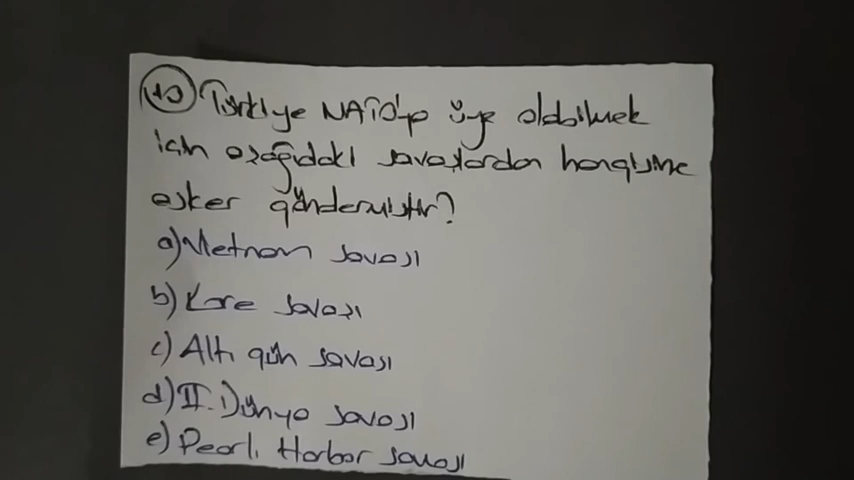 10 Türkiye NATO'ya üye olabilmek
için aşağıdaki savaşlardan hangisine
asker göndermiştir?
a) Vietnam savaşı
b) Kore savaşı
c) Altı gün savaşı
d) II. Dünya savaşı
e) Pearl Harbor savaşı